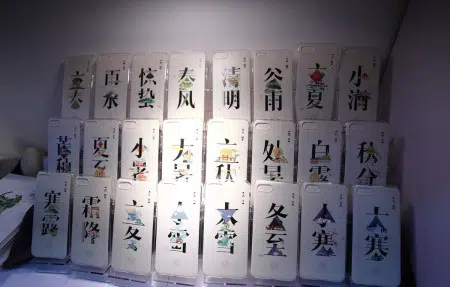 立春 雨水 惊蛰 春分 清明 谷雨 立夏 小满
芒种 夏至 小暑 大暑 立秋 处暑 白露 秋分
寒露 霜降 立冬 小雪 大雪 冬至 小寒 大寒